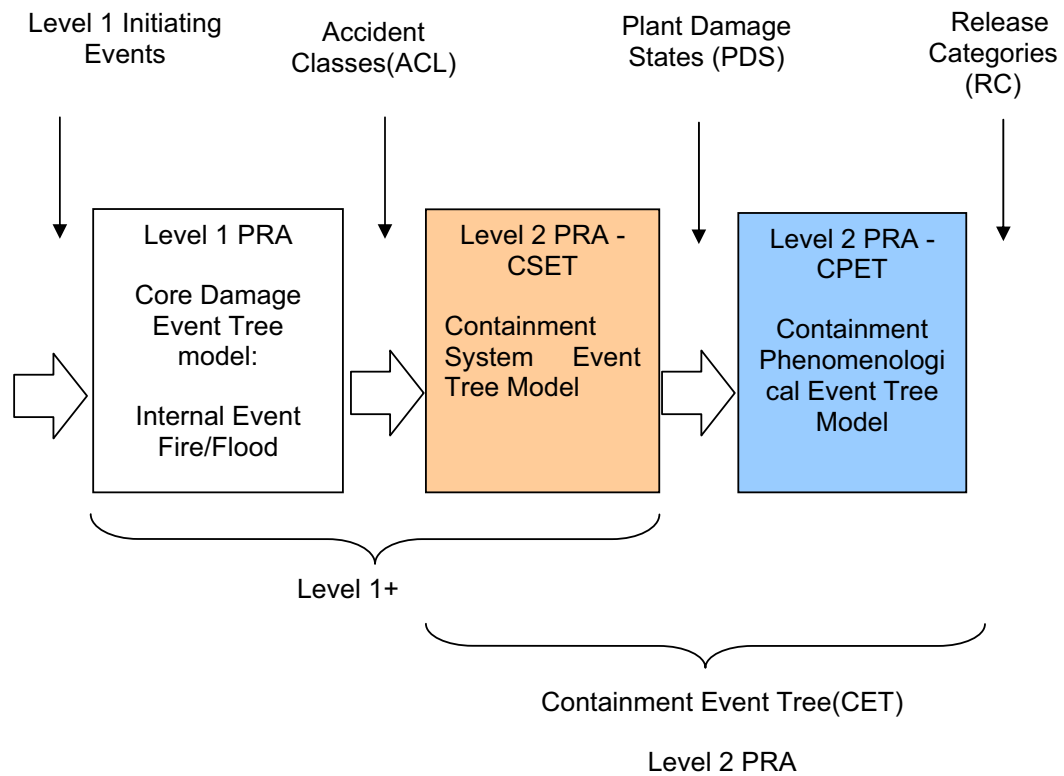 Level 1 Initiating
Events
Accident
Classes(ACL)
Plant Damage
States (PDS)
Release
Categories
(RC)
Level 1 PRA
Core Damage
Event Tree
model:
Internal Event
Fire/Flood
Level 2 PRA -
CSET
Containment
System Event
Tree Model
Level 2 PRA -
CPET
Containment
Phenomenologi
cal Event Tree
Model
Level 1+
Containment Event Tree(CET)
Level 2 PRA